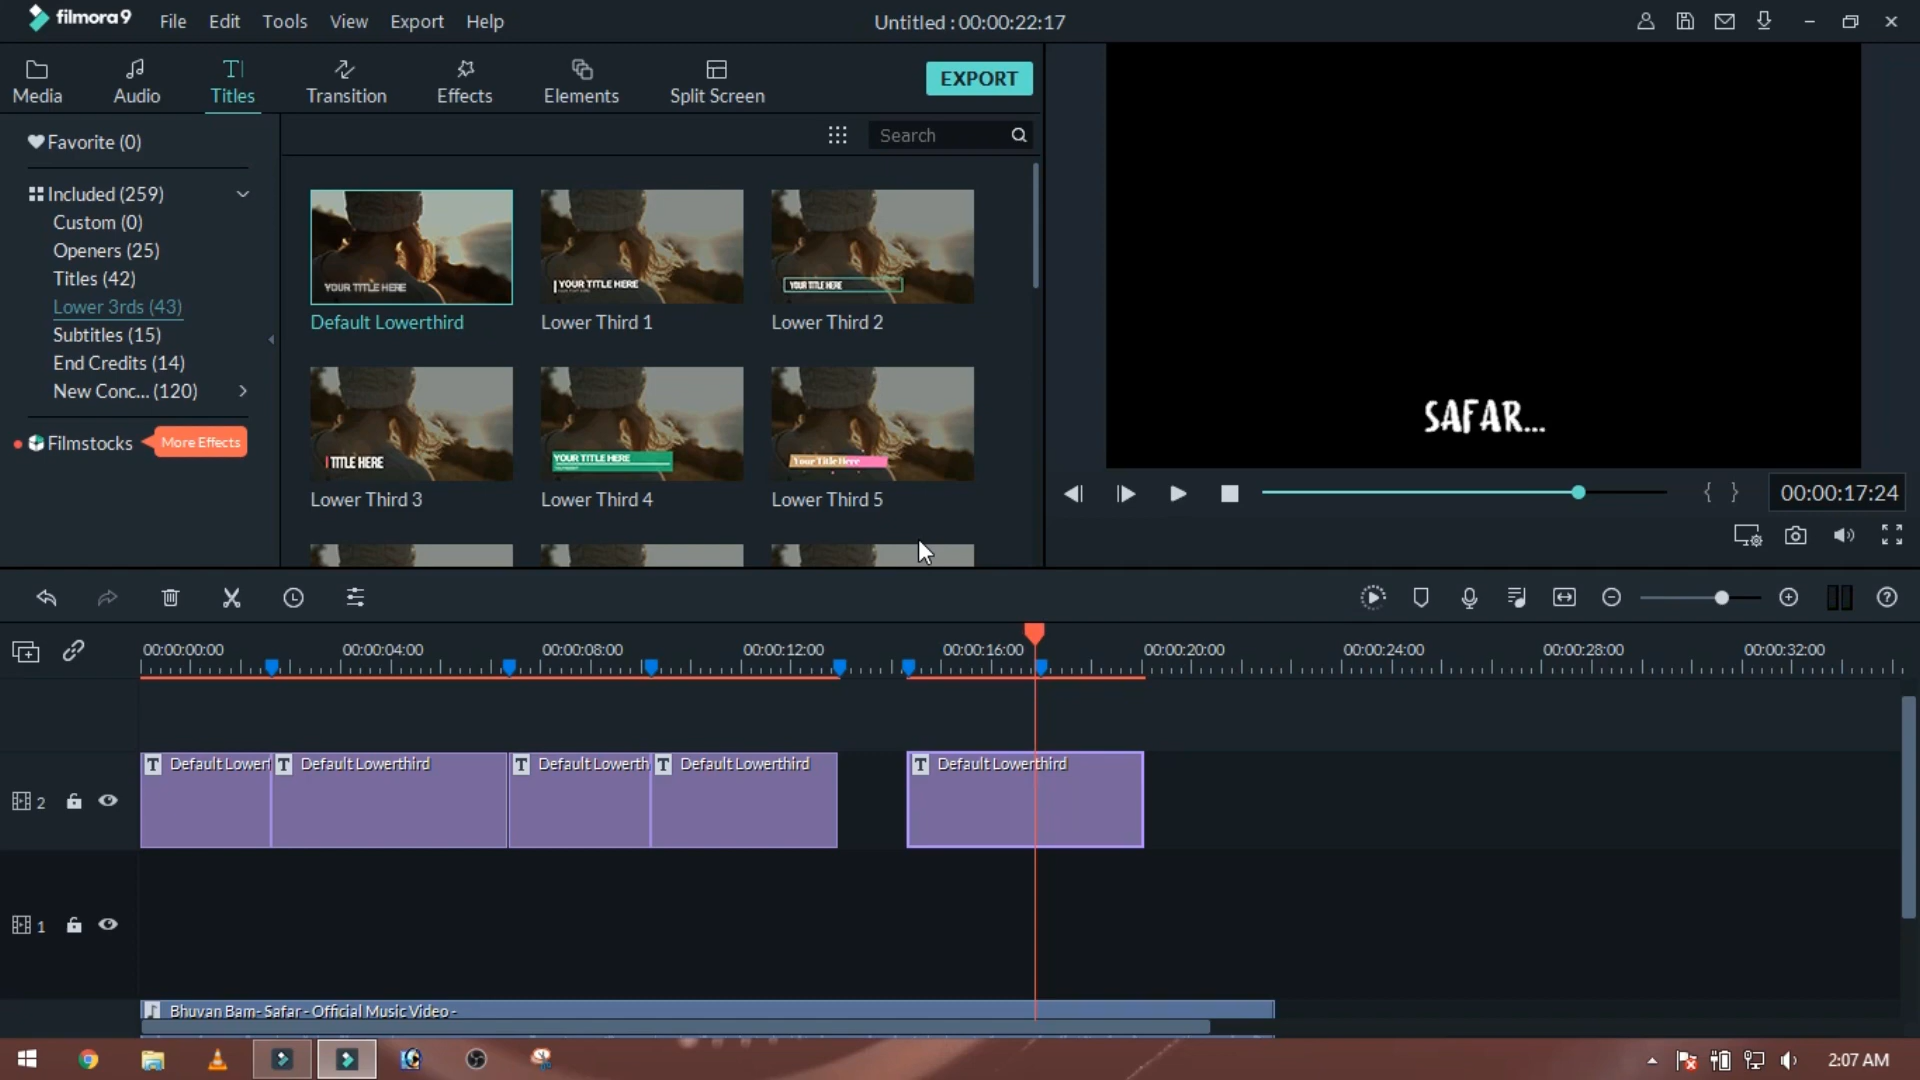 filmora9 File Edit Tools View Export Help Untitled : 00:00:22:17
Media Audio Titles Transition Effects Elements Split Screen EXPORT
Favorite (0)
Search
Included (259)
Custom (0)
Openers (25)
Titles (42)
Lower 3rds (43)
Subtitles (15)
End Credits (14)
New Conc... (120)
Filmstocks More Effects
YOUR TITLE HERE YOUR TITLE HERE YOUR TITLE HERE
Default Lowerthird Lower Third 1 Lower Third 2
TITLE HERE YOUR TITLE HERE Your Title Here
Lower Third 3 Lower Third 4 Lower Third 5
SAFAR...
00:00:17:24
00:00:00:00 00:00:04:00 00:00:08:00 00:00:12:00 00:00:16:00 00:00:20:00 00:00:24:00 00:00:28:00 00:00:32:00
T Default Lowert T Default Lowerthird T Default Lowerth T Default Lowerthird T Default Lowerthird
2
1
Bhuvan Bam- Safar - Official Music Video -
2:07 AM